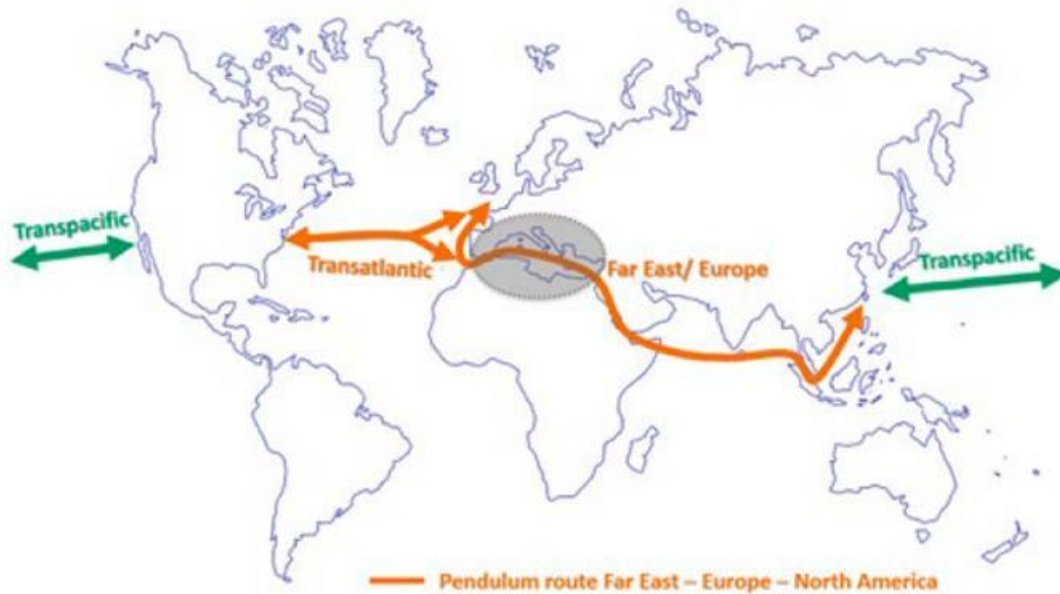 Transpacific
Transatlantic
Far East/ Europe
Transpacific
Pendulum route Far East – Europe – North America